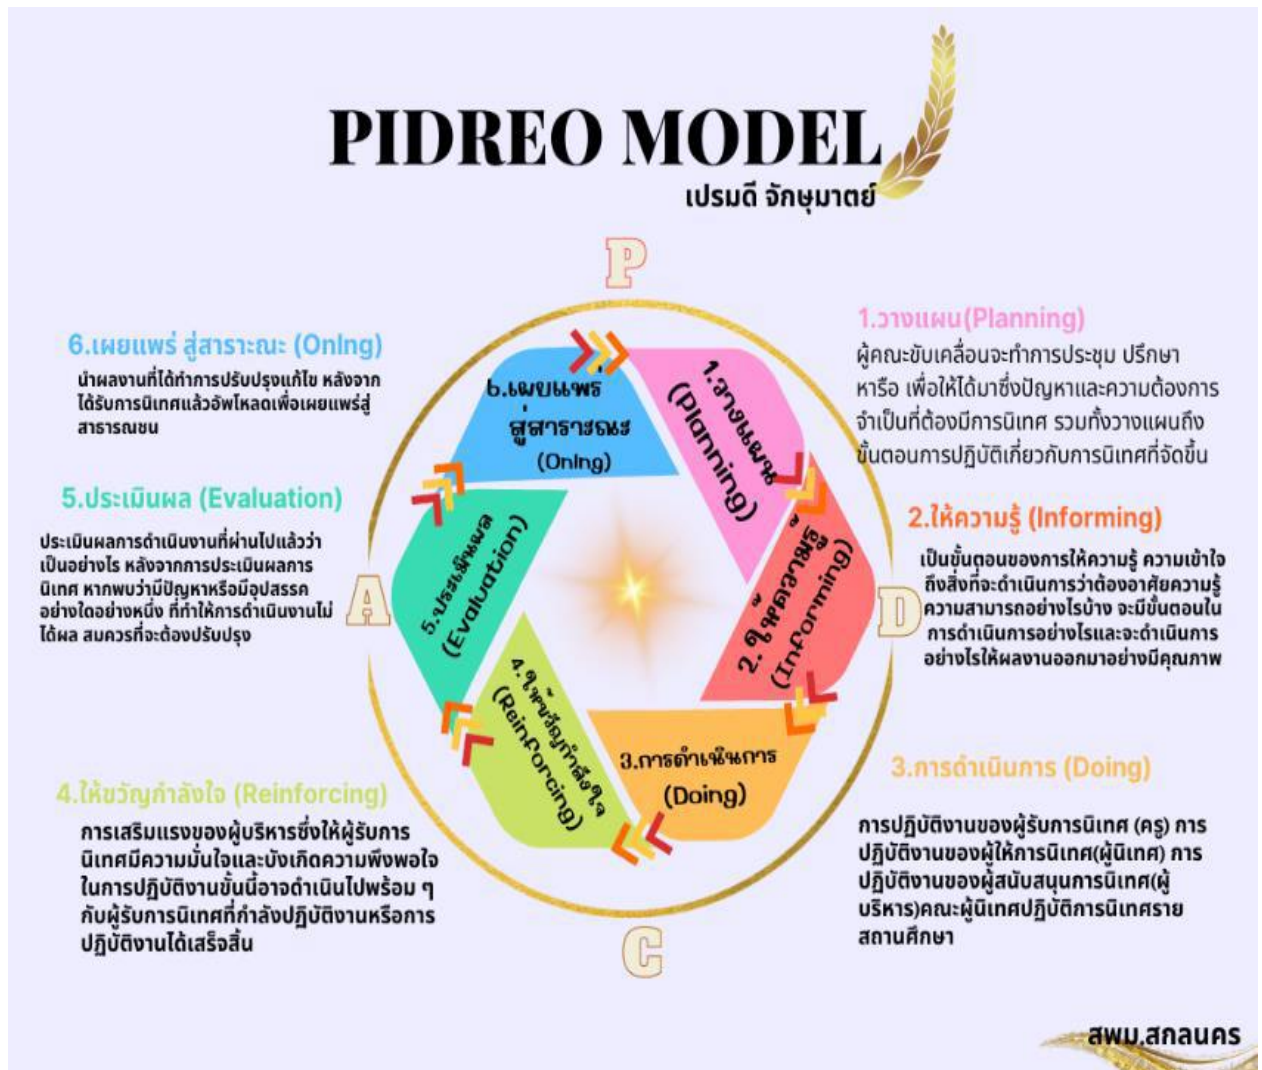 PIDREO MODEL
เปรมดี จักษุมาตย์
P
1.วางแผน(Planning)
ผู้คณะขับเคลื่อนจะทำการประชุม ปรึกษา
หารือ เพื่อให้ได้มาซึ่งปัญหาและความต้องการ
จำเป็นที่ต้องมีการนิเทศ รวมทั้งวางแผนถึง
ขั้นตอนการปฏิบัติเกี่ยวกับการนิเทศที่จัดขึ้น
2.ให้ความรู้ (Informing)
เป็นขั้นตอนของการให้ความรู้ ความเข้าใจ
ถึงสิ่งที่จะดำเนินการว่าต้องอาศัยความรู้
ความสามารถอย่างไรบ้าง จะมีขั้นตอนใน
การดำเนินการอย่างไรและจะดำเนินการ
อย่างไรให้ผลงานออกมาอย่างมีคุณภาพ
D
3.การดำเนินการ (Doing)
การปฏิบัติงานของผู้รับการนิเทศ (ครู) การ
ปฏิบัติงานของผู้ให้การนิเทศ(ผู้นิเทศ) การ
ปฏิบัติงานของผู้สนับสนุนการนิเทศ(ผู้
บริหาร)คณะผู้นิเทศปฏิบัติการนิเทศราย
สถานศึกษา
C
4.ให้ขวัญกำลังใจ (Reinforcing)
การเสริมแรงของผู้บริหารซึ่งให้ผู้รับการ
นิเทศมีความมั่นใจและบังเกิดความพึงพอใจ
ในการปฏิบัติงานขั้นนี้อาจดำเนินไปพร้อม ๆ
กับผู้รับการนิเทศที่กำลังปฏิบัติงานหรือการ
ปฏิบัติงานได้เสร็จสิ้น
A
5.ประเมินผล (Evaluation)
ประเมินผลการดำเนินงานที่ผ่านไปแล้วว่า
เป็นอย่างไร หลังจากการประเมินผลการ
นิเทศ หากพบว่ามีปัญหาหรือมีอุปสรรค
อย่างใดอย่างหนึ่ง ที่ทำให้การดำเนินงานไม่
ได้ผล สมควรที่จะต้องปรับปรุง
6.เผยแพร่ สู่สาราะณะ (OnIng)
นำผลงานที่ได้ทำการปรับปรุงแก้ไข หลังจาก
ได้รับการนิเทศแล้วอัพโหลดเพื่อเผยแพร่สู่
สาธารณชน
1.วางแผน
(Planning)
2.ให้ความรู้
(Informing)
3.การดำเนินการ
(Doing)
4.ให้ขวัญกำลังใจ
(Reinforcing)
5.ประเมินผล
(Evaluation)
6.เผยแพร่
สู่สาราะณะ
(OnIng)
สพม.สกลนคร